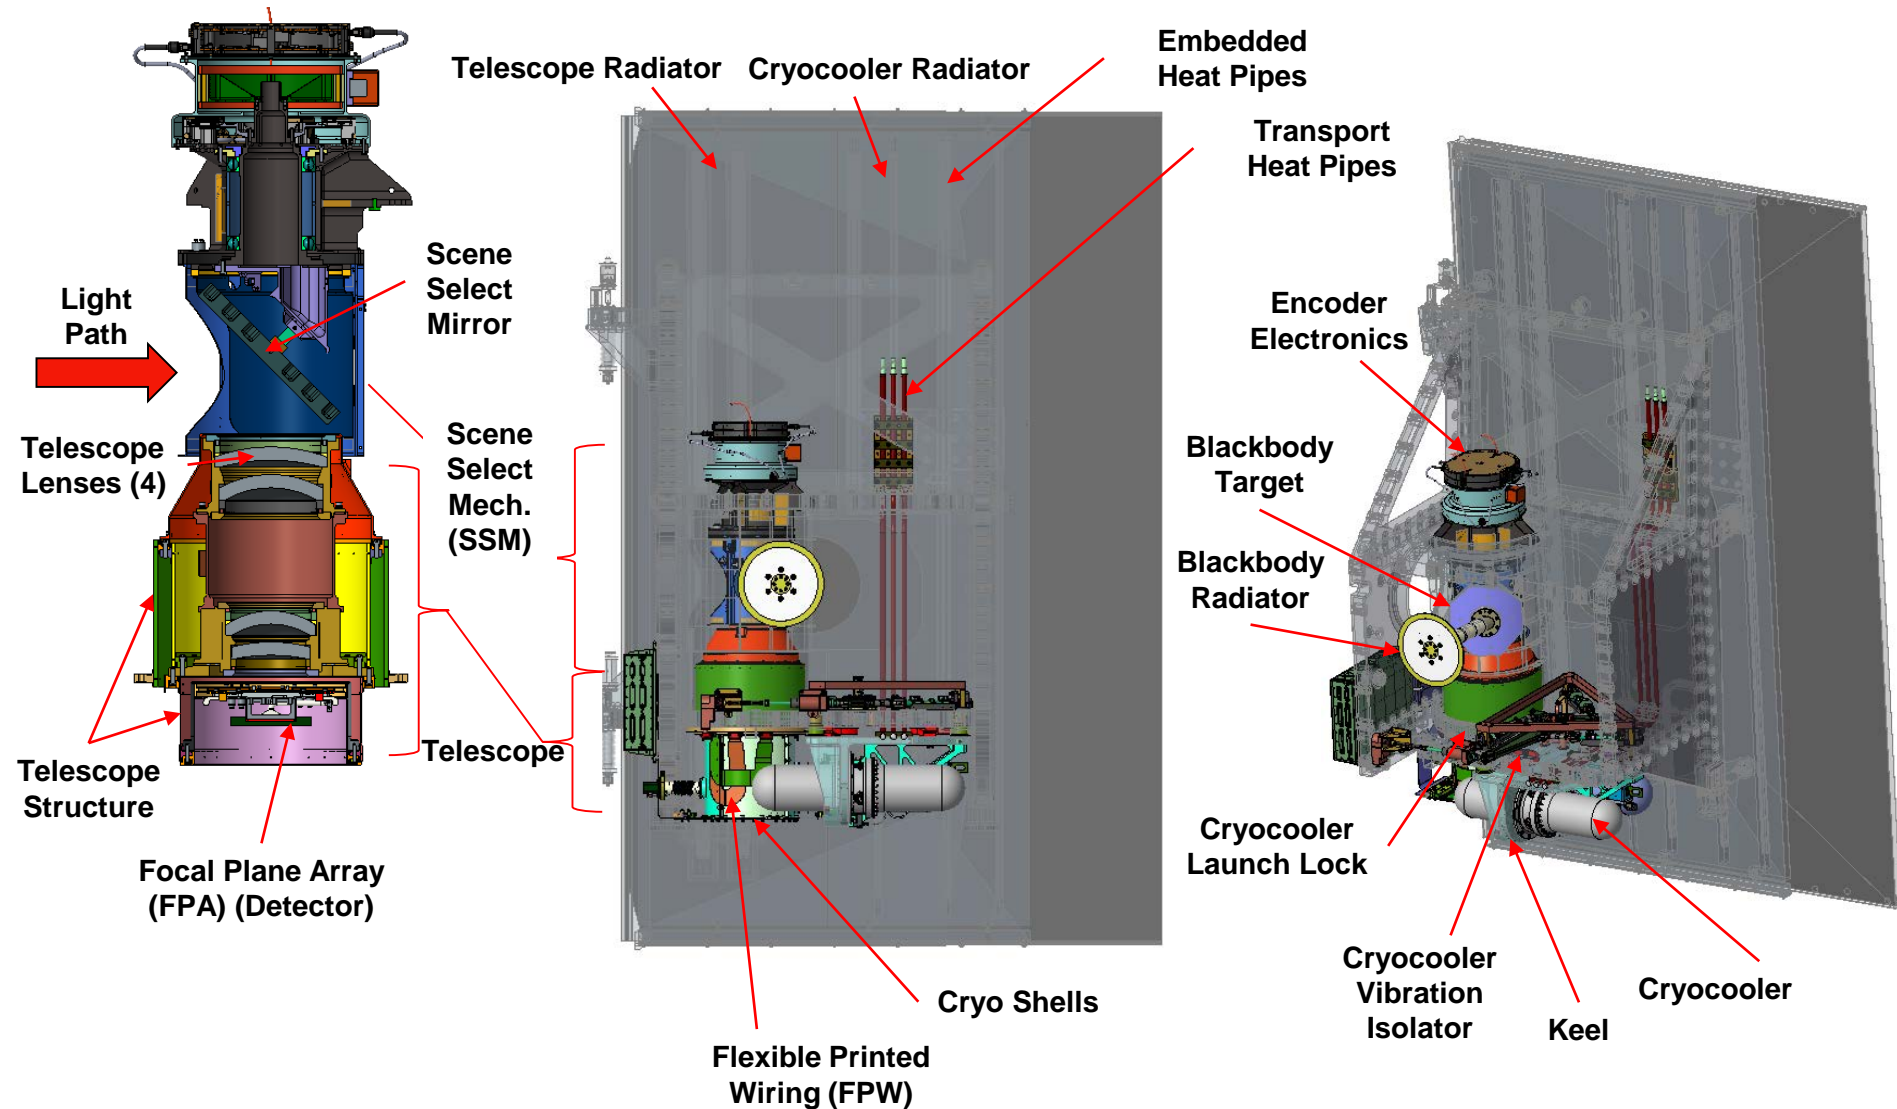 Telescope Radiator
Cryocooler Radiator
Embedded
Heat Pipes
Transport
Heat Pipes
Scene
Select
Mirror
Light
Path
Encoder
Electronics
Telescope
Lenses (4)
Scene
Select
Mech.
(SSM)
Blackbody
Target
Blackbody
Radiator
Telescope
Telescope
Structure
Focal Plane Array
(FPA) (Detector)
Cryocooler
Launch Lock
Cryo Shells
Flexible Printed
Wiring (FPW)
Cryocooler
Vibration
Isolator
Keel
Cryocooler